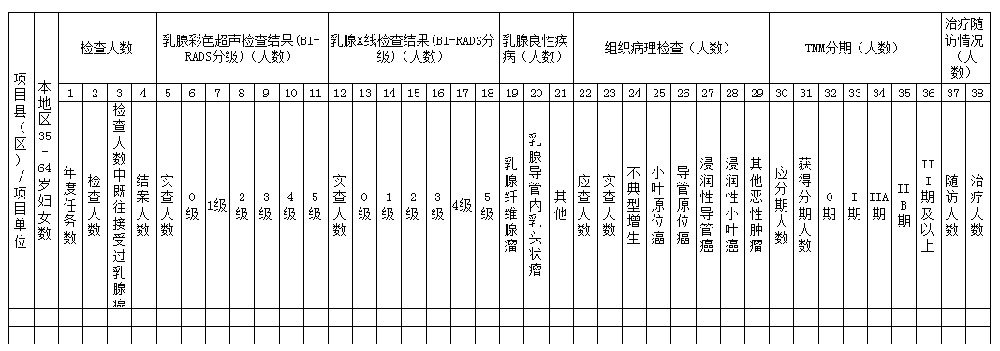 项目县（区）/项目单位
本地区35-64岁妇女数
检查人数
乳腺彩色超声检查结果(BI-
RADS分级)（人数）
乳腺X线检查结果(BI-RADS分
级)（人数）
乳腺良性疾
病（人数）
组织病理检查（人数）
TNM分期（人数）
治疗随
访情况
（人
数）
1 2 3 4 5 6 7 8 9 10 11 12 13 14 15 16 17 18 19 20 21 22 23 24 25 26 27 28 29 30 31 32 33 34 35 36 37 38
年度任务数
检查人数
检查人数中既往接受过乳腺癌
结案人数
实查人数
0级
1级
2级
3级
4级
5级
实查人数
0级
1级
2级
3级
4级
5级
乳腺纤维腺瘤
乳腺导管内乳头状瘤
其他
应查人数
实查人数
不典型增生
小叶原位癌
导管原位癌
浸润性导管癌
浸润性小叶癌
其他恶性肿瘤
应分期人数
获得分期人数
0期
I期
IIA期
IIB期
III期及以上
随访人数
治疗人数